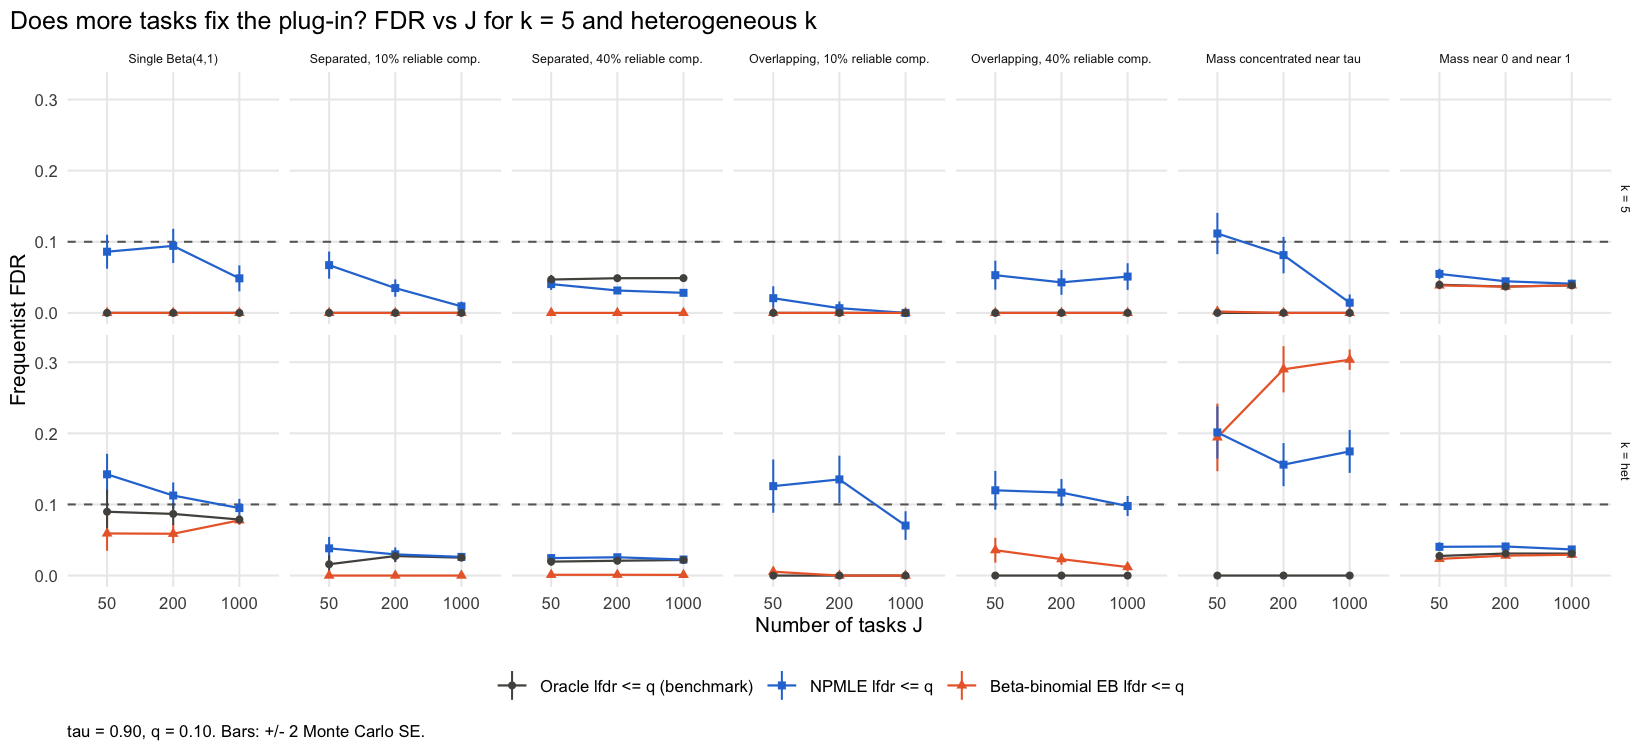 Does more tasks fix the plug-in? FDR vs J for k = 5 and heterogeneous k
Single Beta(4,1)
Separated, 10% reliable comp.
Separated, 40% reliable comp.
Overlapping, 10% reliable comp.
Overlapping, 40% reliable comp.
Mass concentrated near tau
Mass near 0 and near 1
Frequentist FDR
0.3
0.2
0.1
0.0
k = 5
0.3
0.2
0.1
0.0
k = het
50 200 1000
50 200 1000
50 200 1000
50 200 1000
50 200 1000
50 200 1000
50 200 1000
Number of tasks J
Oracle lfdr <= q (benchmark)
NPMLE lfdr <= q
Beta-binomial EB lfdr <= q
tau = 0.90, q = 0.10. Bars: +/- 2 Monte Carlo SE.